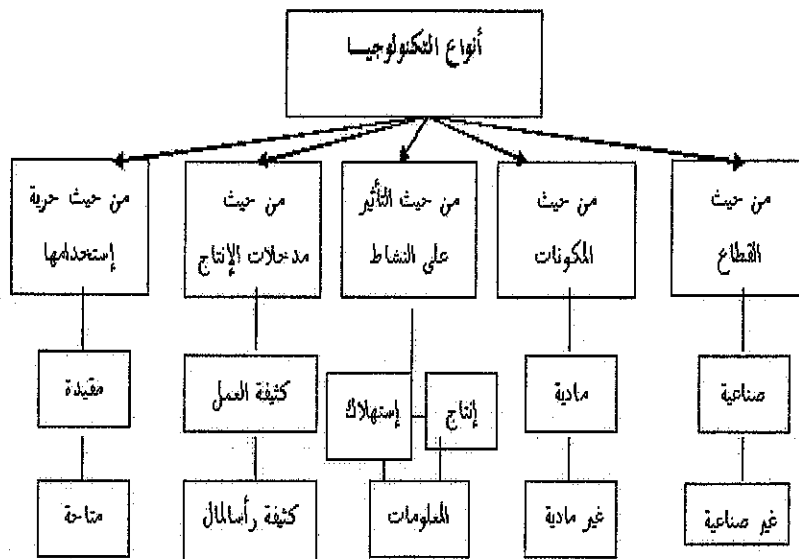 أنواع التكنولوجيا
من حيث
القطاع
من حيث
المكونات
من حيث التأثير
على النشاط
من حيث
مدخلات الإنتاج
من حيث حرية
إستخدامها
صناعية
مادية
إنتاج
إستهلاك
كثيفة العمل
مقيدة
غير صناعية
غير مادية
المعلومات
كثيفة رأسالمال
متاحة